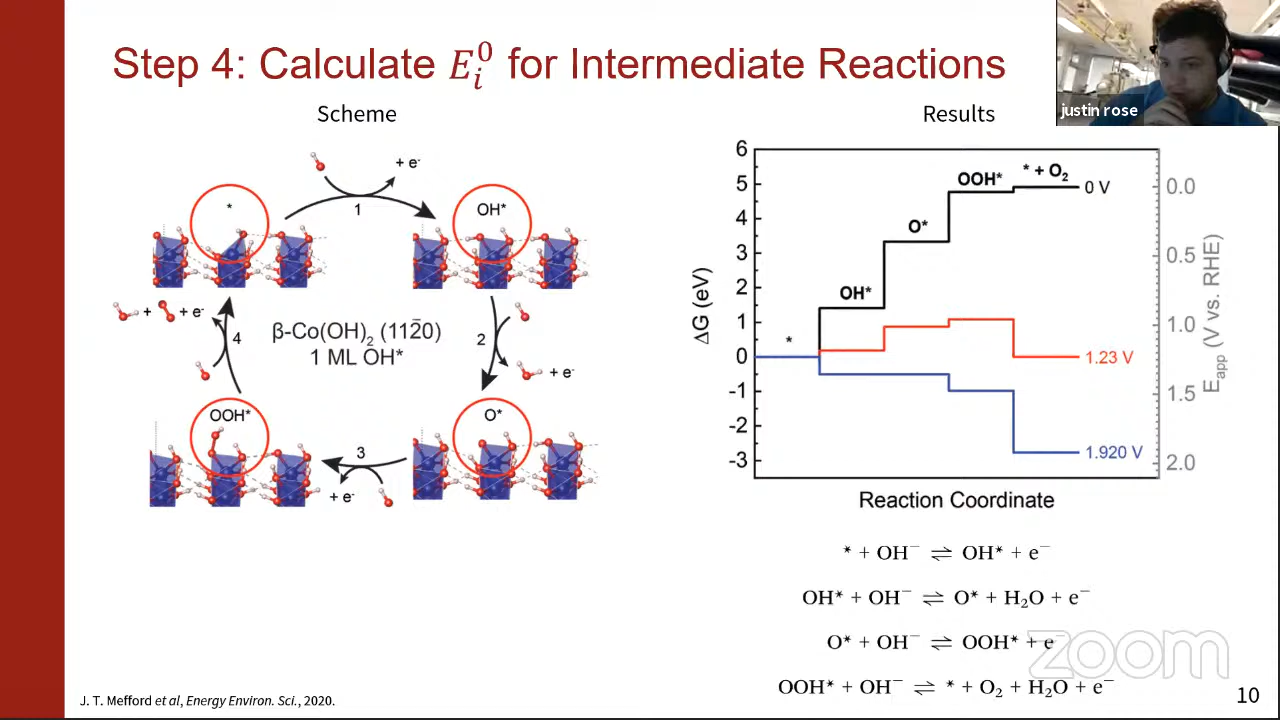 Step 4: Calculate E_i^0 for Intermediate Reactions
justin rose
Scheme
Results
+ e-
*
1
OH*
+ + e-
4
β-Co(OH)₂ (112̄0)
1 ML OH*
2
+ e-
OOH*
O*
3
+ e-
6
5
4
3
2
1
0
-1
-2
-3
ΔG (eV)
*
OH*
O*
OOH*
* + O₂
0 V
1.23 V
1.920 V
0.0
0.5
1.0
1.5
2.0
E_app (V vs. RHE)
Reaction Coordinate
* + OH⁻ ⇌ OH* + e⁻
OH* + OH⁻ ⇌ O* + H₂O + e⁻
O* + OH⁻ ⇌ OOH* + e
OOH* + OH⁻ ⇌ * + O₂ + H₂O + e⁻
zoom
J. T. Mefford et al, Energy Environ. Sci., 2020.
10